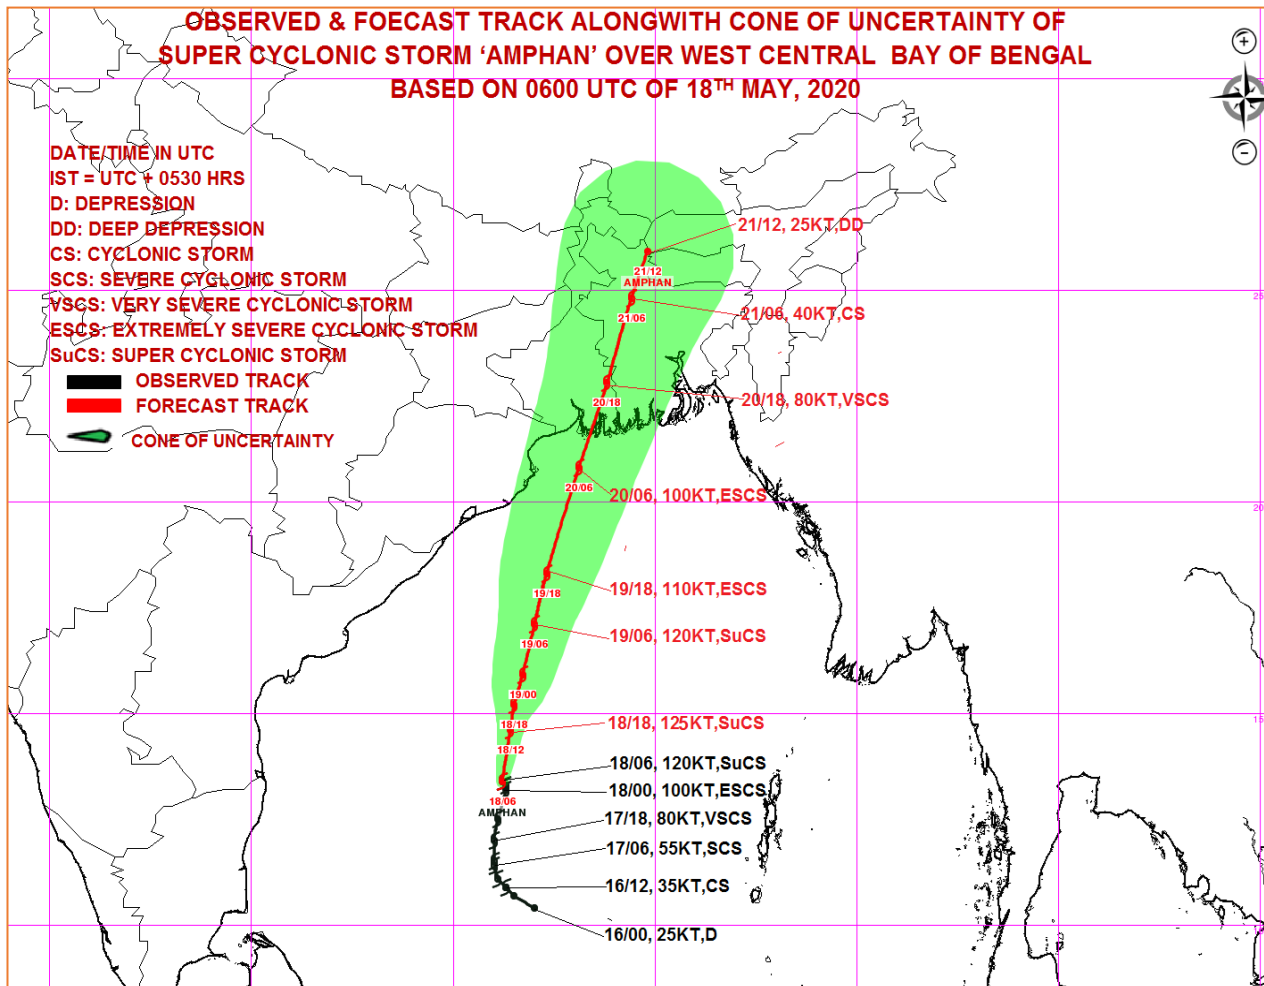 OBSERVED & FOECAST TRACK ALONGWITH CONE OF UNCERTAINTY OF
SUPER CYCLONIC STORM ‘AMPHAN’ OVER WEST CENTRAL BAY OF BENGAL
BASED ON 0600 UTC OF 18TH MAY, 2020
DATE/TIME IN UTC
IST = UTC + 0530 HRS
D: DEPRESSION
DD: DEEP DEPRESSION
CS: CYCLONIC STORM
SCS: SEVERE CYCLONIC STORM
VSCS: VERY SEVERE CYCLONIC STORM
ESCS: EXTREMELY SEVERE CYCLONIC STORM
SuCS: SUPER CYCLONIC STORM
OBSERVED TRACK
FORECAST TRACK
CONE OF UNCERTAINTY
21/12, 25KT,DD
21/12
AMPHAN
21/06, 40KT,CS
21/06
20/18, 80KT,VSCS
20/18
20/06, 100KT,ESCS
20/06
19/18, 110KT,ESCS
19/18
19/06, 120KT,SuCS
19/06
19/00
18/18, 125KT,SuCS
18/18
18/12
18/06, 120KT,SuCS
18/00, 100KT,ESCS
18/06
AMPHAN
17/18, 80KT,VSCS
17/06, 55KT,SCS
16/12, 35KT,CS
16/00, 25KT,D